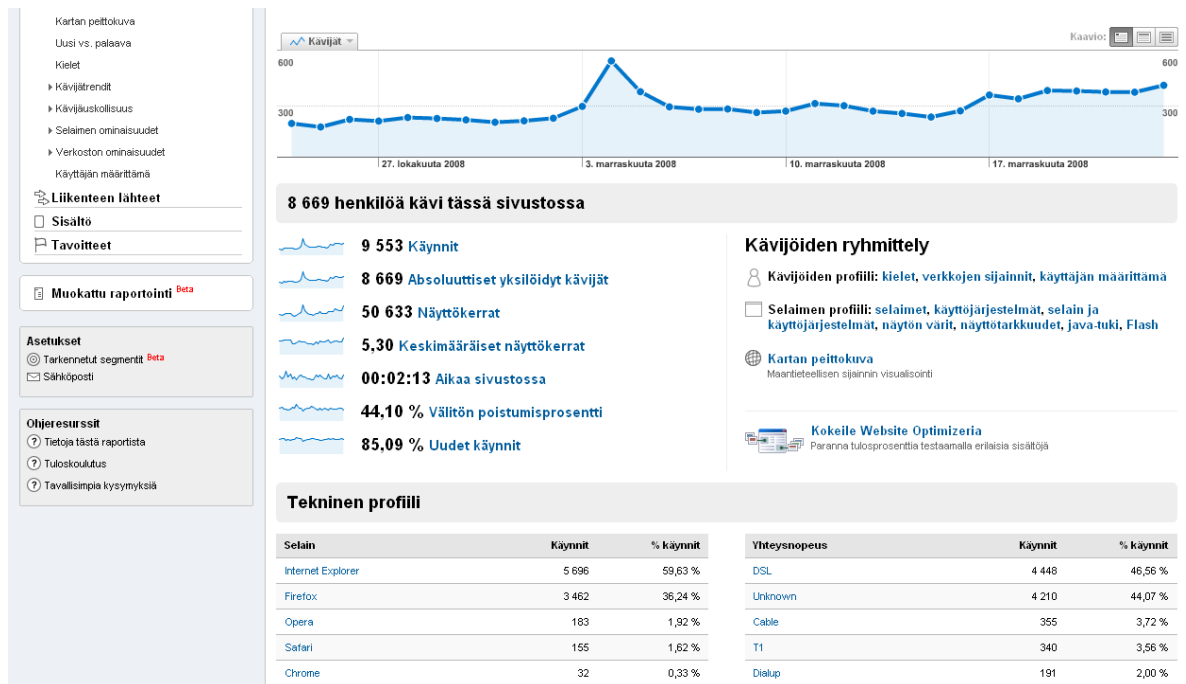 Kartan peittokuva
Uusi vs. palaava
Kielet
Kävijätrendit
Kävijäuskollisuus
Selaimen ominaisuudet
Verkoston ominaisuudet
Käyttäjän määrittämä
Liikenteen lähteet
Sisältö
Tavoitteet
Muokattu raportointi Beta
Asetukset
Tarkennetut segmentit Beta
Sähköposti
Ohjeresurssit
Tietoja tästä raportista
Tuloskoulutus
Tavallisimpia kysymyksiä
Kävijät
Kaavio:
600 600
300 300
27. lokakuuta 2008 3. marraskuuta 2008 10. marraskuuta 2008 17. marraskuuta 2008
8 669 henkilöä kävi tässä sivustossa
9 553 Käynnit
8 669 Absoluuttiset yksilöidyt kävijät
50 633 Näyttökerrat
5,30 Keskimääräiset näyttökerrat
00:02:13 Aikaa sivustossa
44,10 % Välitön poistumisprosentti
85,09 % Uudet käynnit
Kävijöiden ryhmittely
Kävijöiden profiili: kielet, verkkojen sijainnit, käyttäjän määrittämä
Selaimen profiili: selaimet, käyttöjärjestelmät, selain ja
käyttöjärjestelmät, näytön värit, näyttötarkkuudet, java-tuki, Flash
Kartan peittokuva
Maantieteellisen sijainnin visualisointi
Kokeile Website Optimizeria
Paranna tulosprosenttia testaamalla erilaisia sisältöjä
Tekninen profiili
Selain Käynnit % käynnit
Internet Explorer 5 696 59,63 %
Firefox 3 462 36,24 %
Opera 183 1,92 %
Safari 155 1,62 %
Chrome 32 0,33 %
Yhteysnopeus Käynnit % käynnit
DSL 4 448 46,56 %
Unknown 4 210 44,07 %
Cable 355 3,72 %
T1 340 3,56 %
Dialup 191 2,00 %